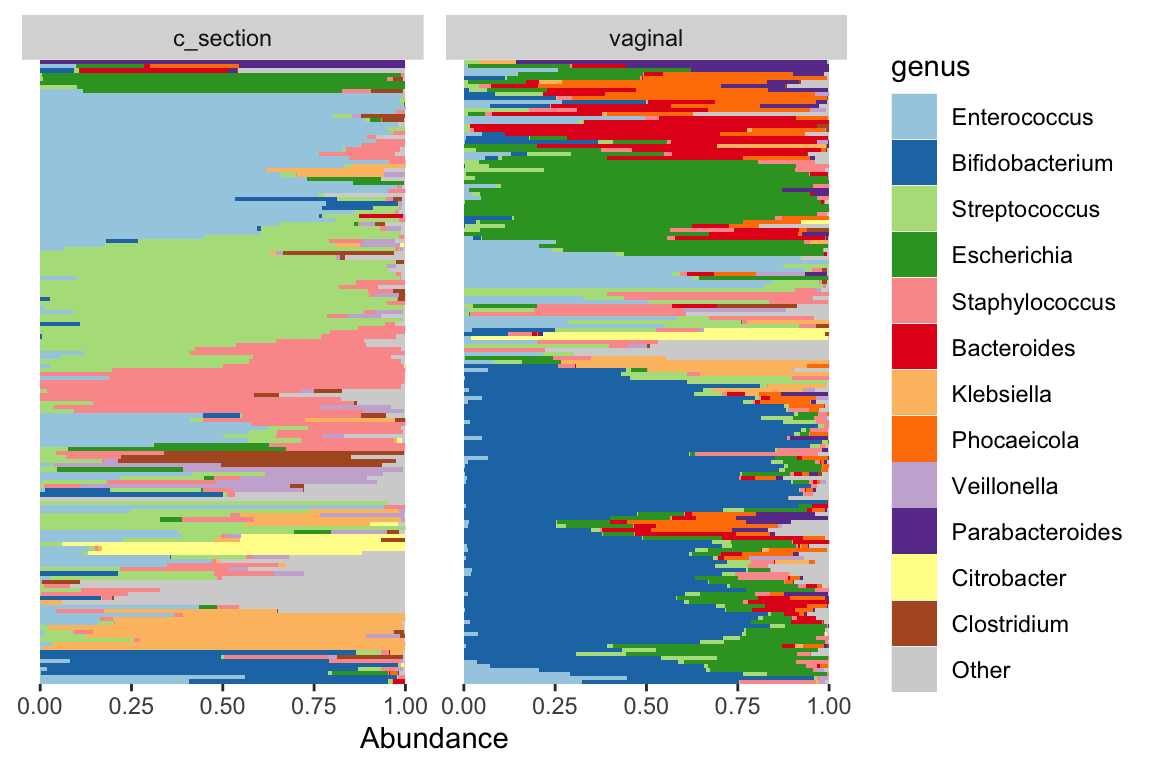 c_section
vaginal
genus
Enterococcus
Bifidobacterium
Streptococcus
Escherichia
Staphylococcus
Bacteroides
Klebsiella
Phocaeicola
Veillonella
Parabacteroides
Citrobacter
Clostridium
Other
0.00 0.25 0.50 0.75 1.00 0.00 0.25 0.50 0.75 1.00
Abundance